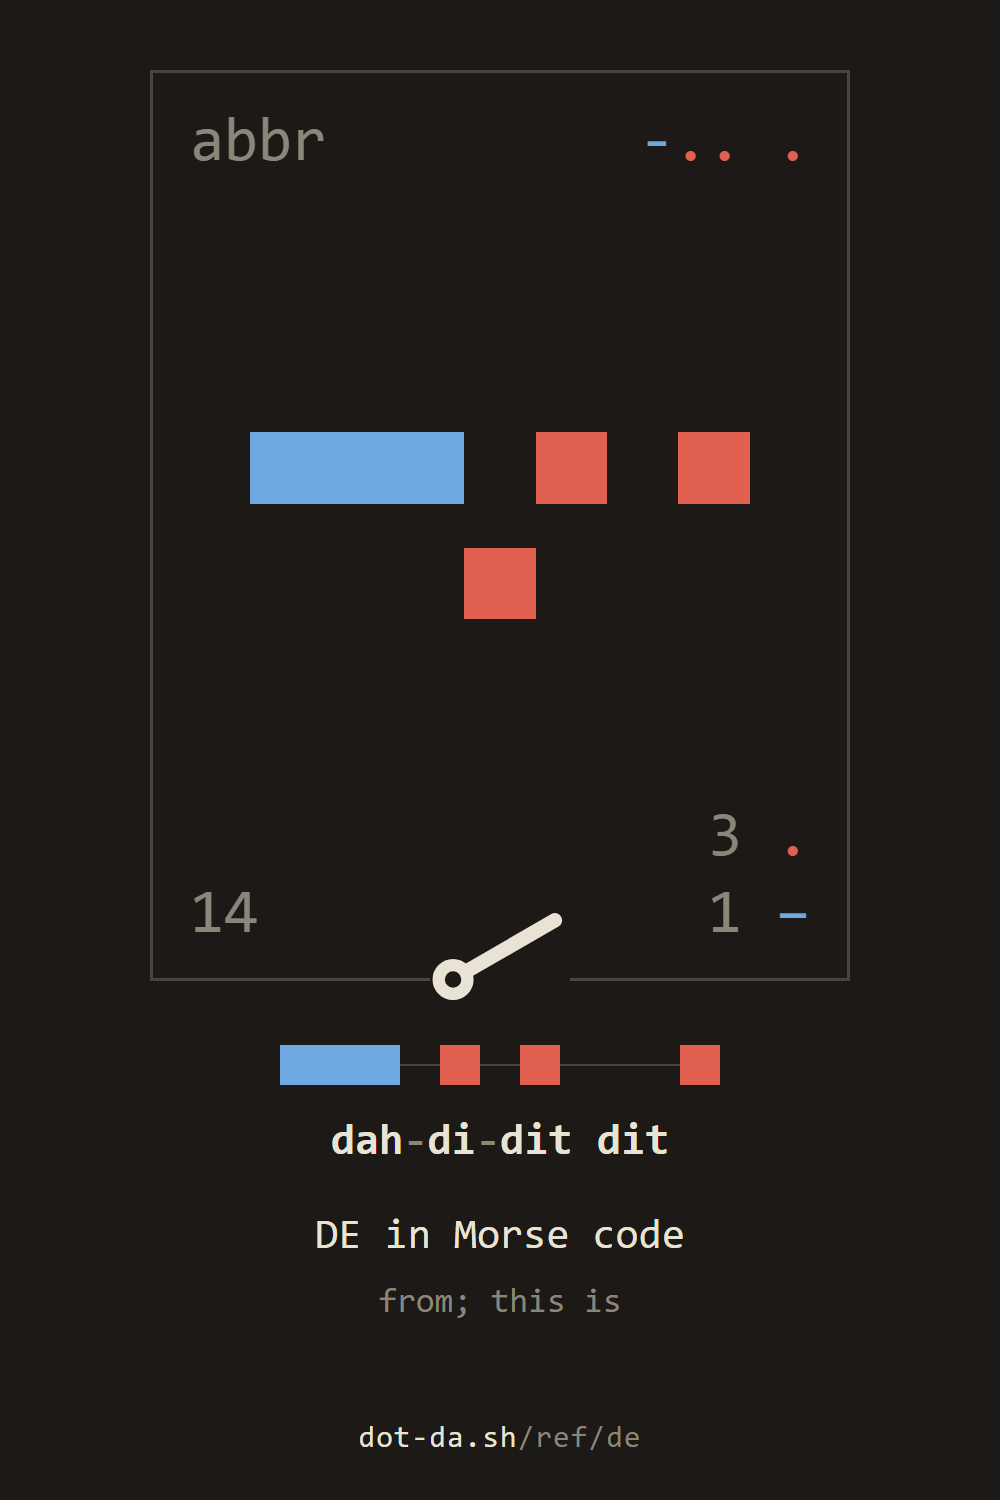 abbr -.. .
3 .
14 1 -
dah-di-dit dit
DE in Morse code
from; this is
dot-da.sh/ref/de